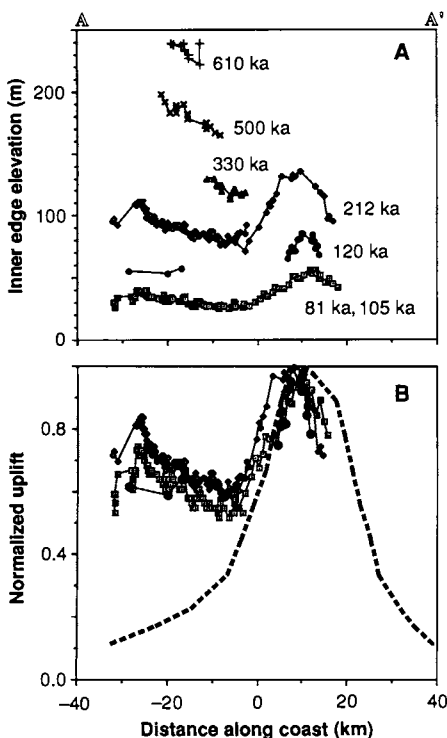 A A'
A
Inner edge elevation (m)
200
100
0
610 ka
500 ka
330 ka
212 ka
120 ka
81 ka, 105 ka
B
Normalized uplift
0.8
0.4
0.0
−40 −20 0 20 40
Distance along coast (km)